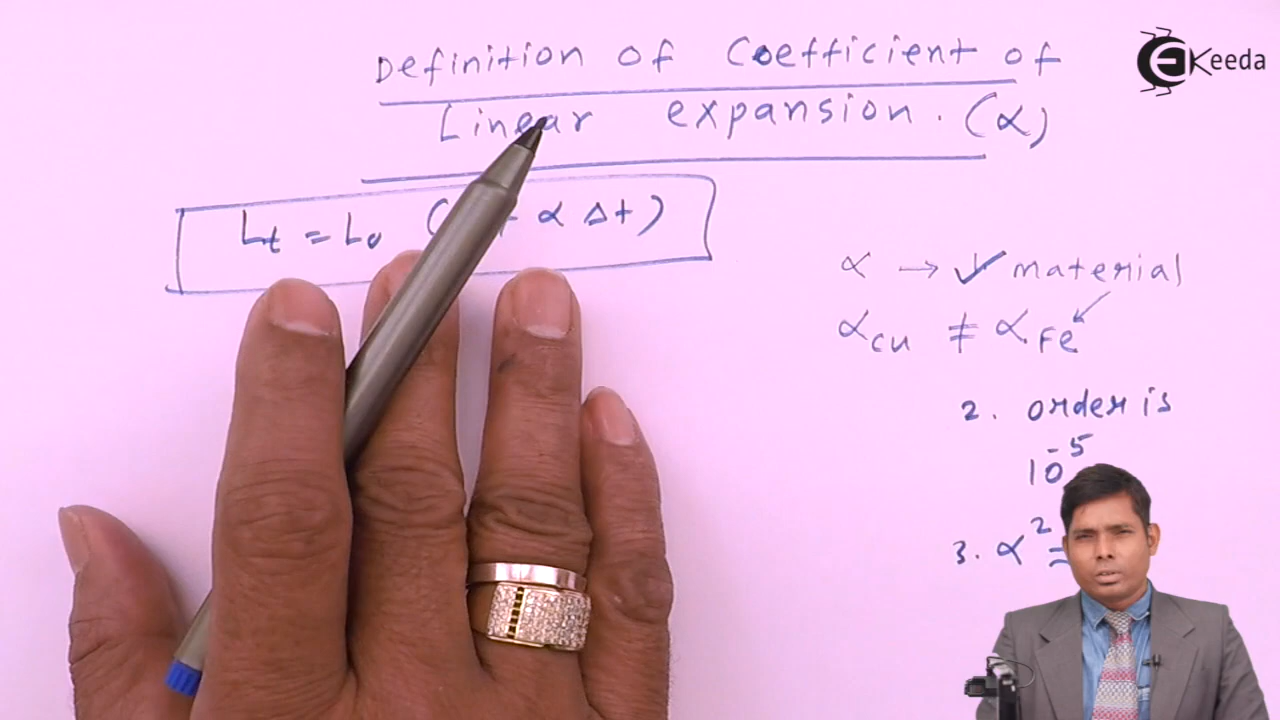 Definition of Coefficient of
Linear expansion. (α)
Lt = L0 ( α Δt)
α → ✓ material
αCu ≠ αFe
2. order is
10⁻⁵
3. α² =
eKeeda